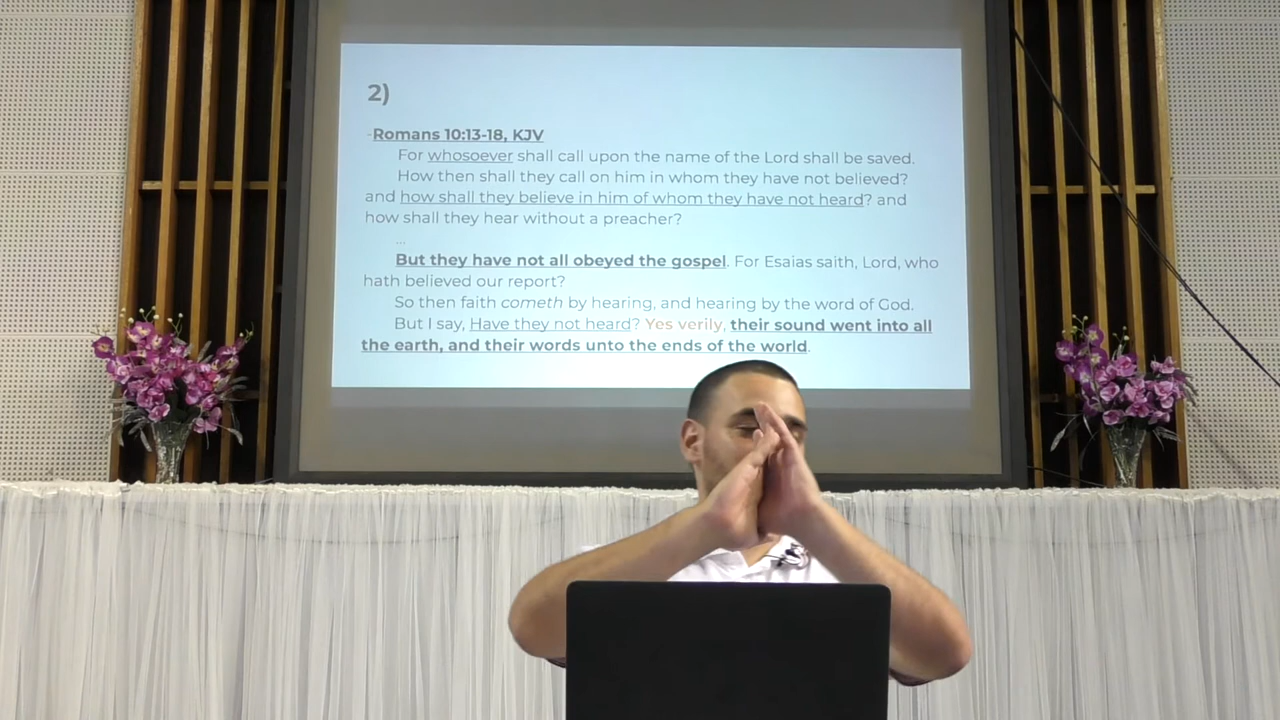 2)
-Romans 10:13-18, KJV
For whosoever shall call upon the name of the Lord shall be saved.
How then shall they call on him in whom they have not believed?
and how shall they believe in him of whom they have not heard? and
how shall they hear without a preacher?
...
But they have not all obeyed the gospel. For Esaias saith, Lord, who
hath believed our report?
So then faith cometh by hearing, and hearing by the word of God.
But I say, Have they not heard? Yes verily, their sound went into all
the earth, and their words unto the ends of the world.